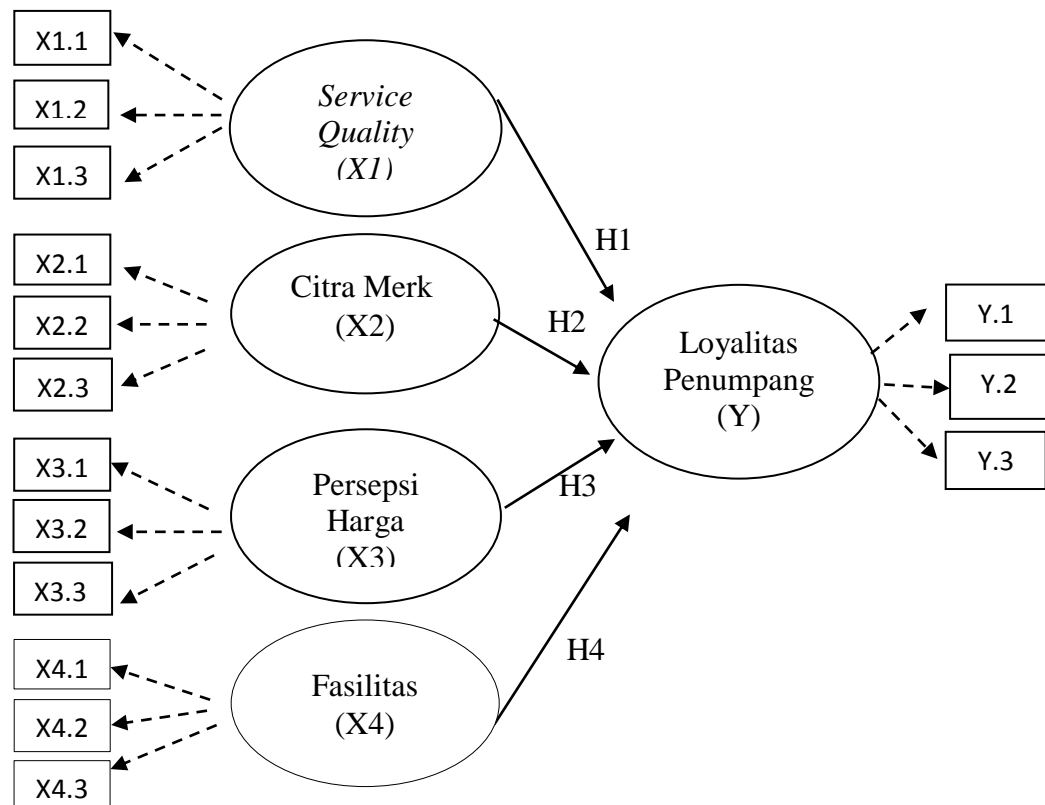 X1.1
X1.2
X1.3
Service
Quality
(X1)
H1
X2.1
X2.2
X2.3
Citra Merk
(X2)
H2
Loyalitas
Penumpang
(Y)
Y.1
Y.2
Y.3
X3.1
X3.2
X3.3
Persepsi
Harga
(X3)
H3
X4.1
X4.2
X4.3
Fasilitas
(X4)
H4